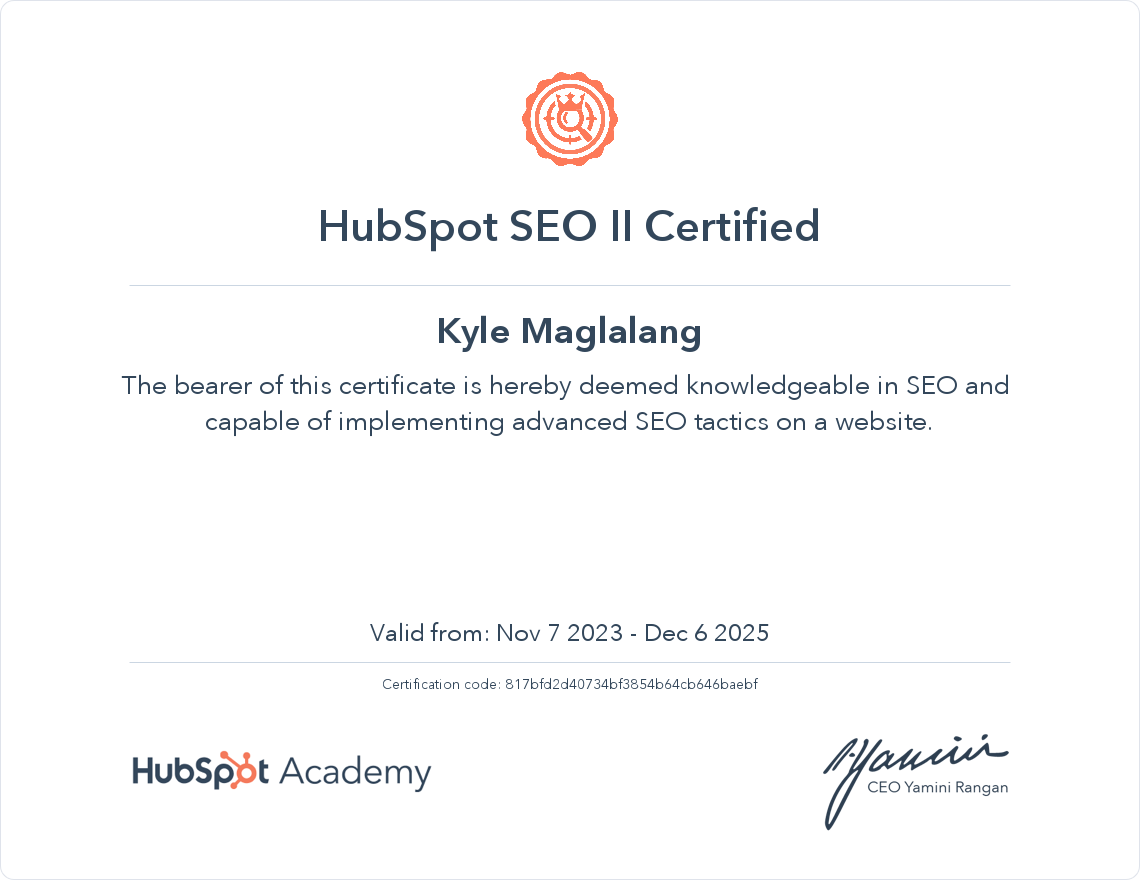 HubSpot SEO II Certified
Kyle Maglalang
The bearer of this certificate is hereby deemed knowledgeable in SEO and
capable of implementing advanced SEO tactics on a website.
Valid from: Nov 7 2023 - Dec 6 2025
Certification code: 817bfd2d40734bf3854b64cb646baebf
HubSpot Academy
CEO Yamini Rangan